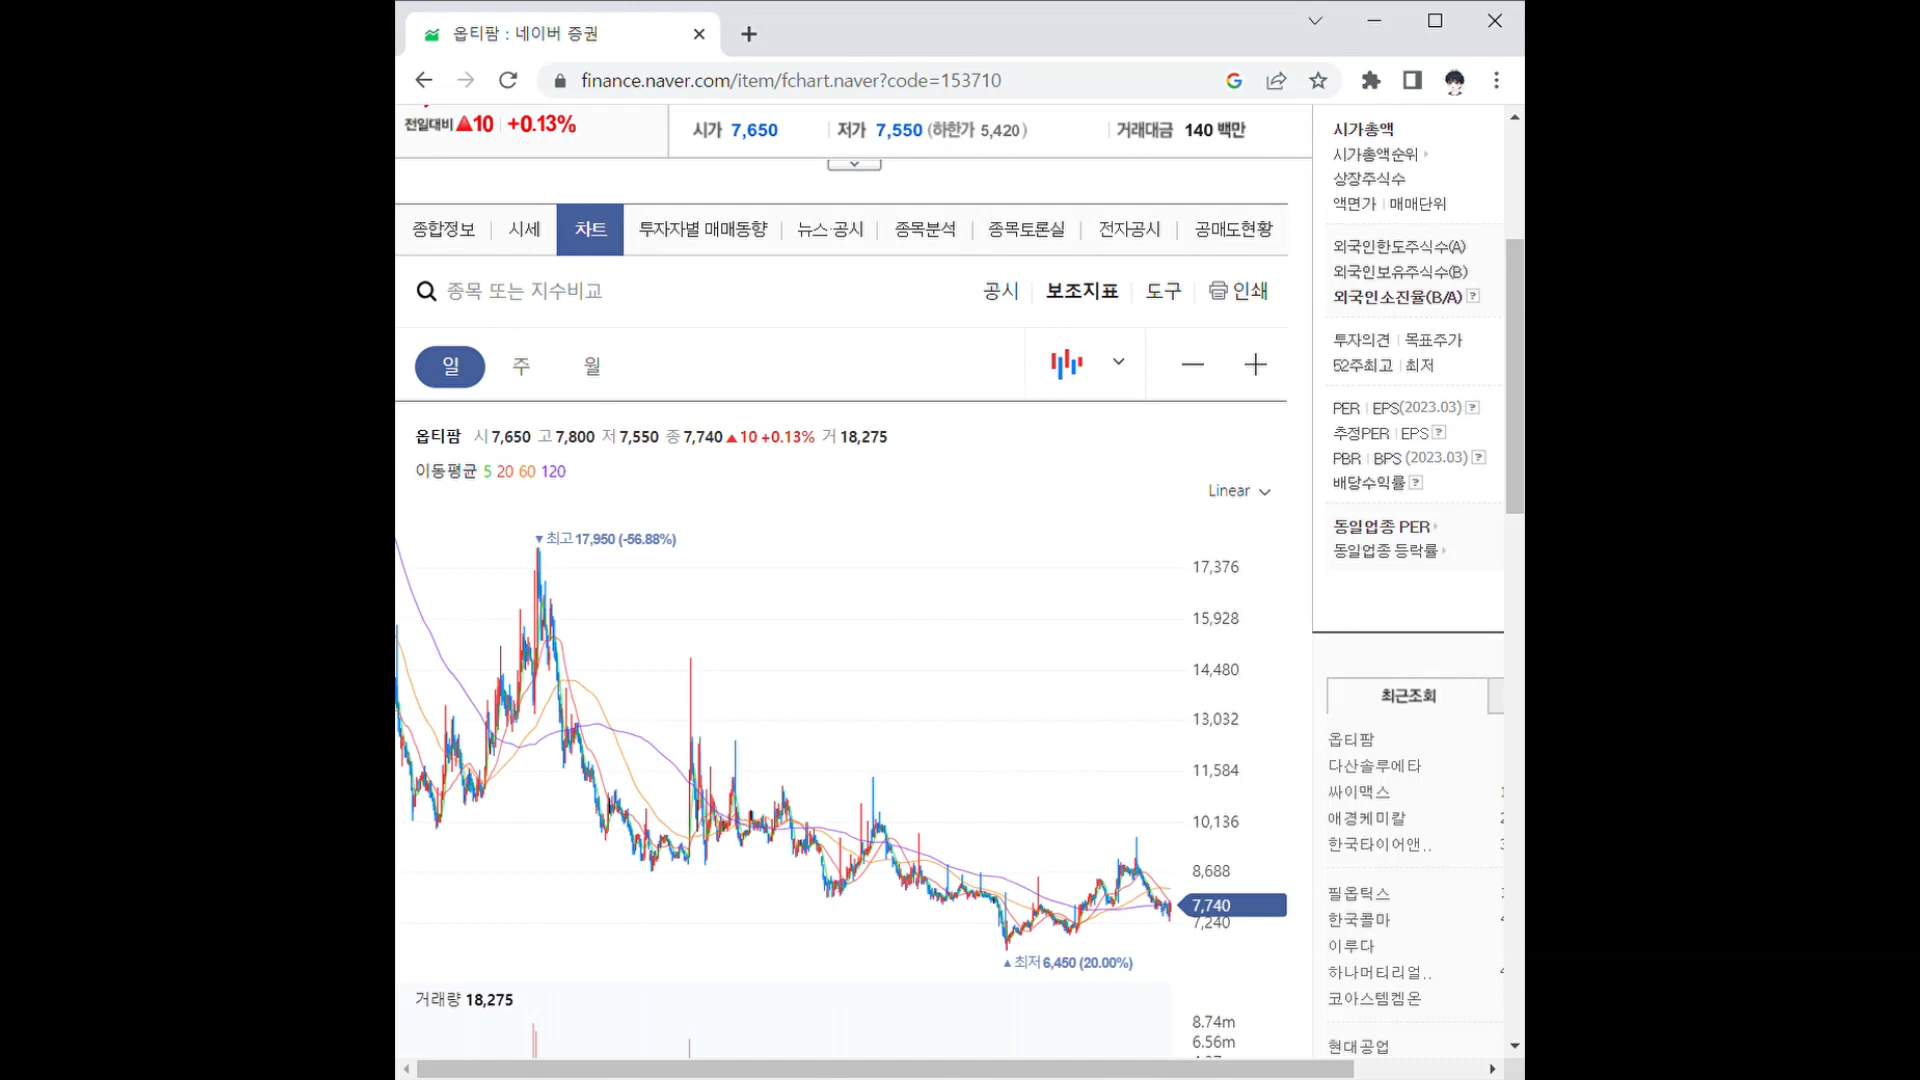 옵티팜 : 네이버 증권
finance.naver.com/item/fchart.naver?code=153710
전일대비 ▲10 +0.13%
시가 7,650 저가 7,550 (하한가 5,420) 거래대금 140 백만
종합정보 시세 차트 투자자별 매매동향 뉴스·공시 종목분석 종목토론실 전자공시 공매도현황
종목 또는 지수비교
공시 보조지표 도구 인쇄
일 주 월
옵티팜 시 7,650 고 7,800 저 7,550 종 7,740 ▲10 +0.13% 거 18,275
이동평균 5 20 60 120
Linear
▼최고 17,950 (-56.88%)
17,376
15,928
14,480
13,032
11,584
10,136
8,688
7,740
7,240
▲최저 6,450 (20.00%)
거래량 18,275
8.74m
6.56m
시가총액
시가총액순위
상장주식수
액면가 매매단위
외국인한도주식수(A)
외국인보유주식수(B)
외국인소진율(B/A) ?
투자의견 목표주가
52주최고 최저
PER EPS(2023.03) ?
추정PER EPS ?
PBR BPS (2023.03) ?
배당수익률 ?
동일업종 PER
동일업종 등락률
최근조회
옵티팜
다산솔루에타
싸이맥스
애경케미칼
한국타이어앤..
필옵틱스
한국콜마
이루다
하나머티리얼..
코아스템켐온
현대공업